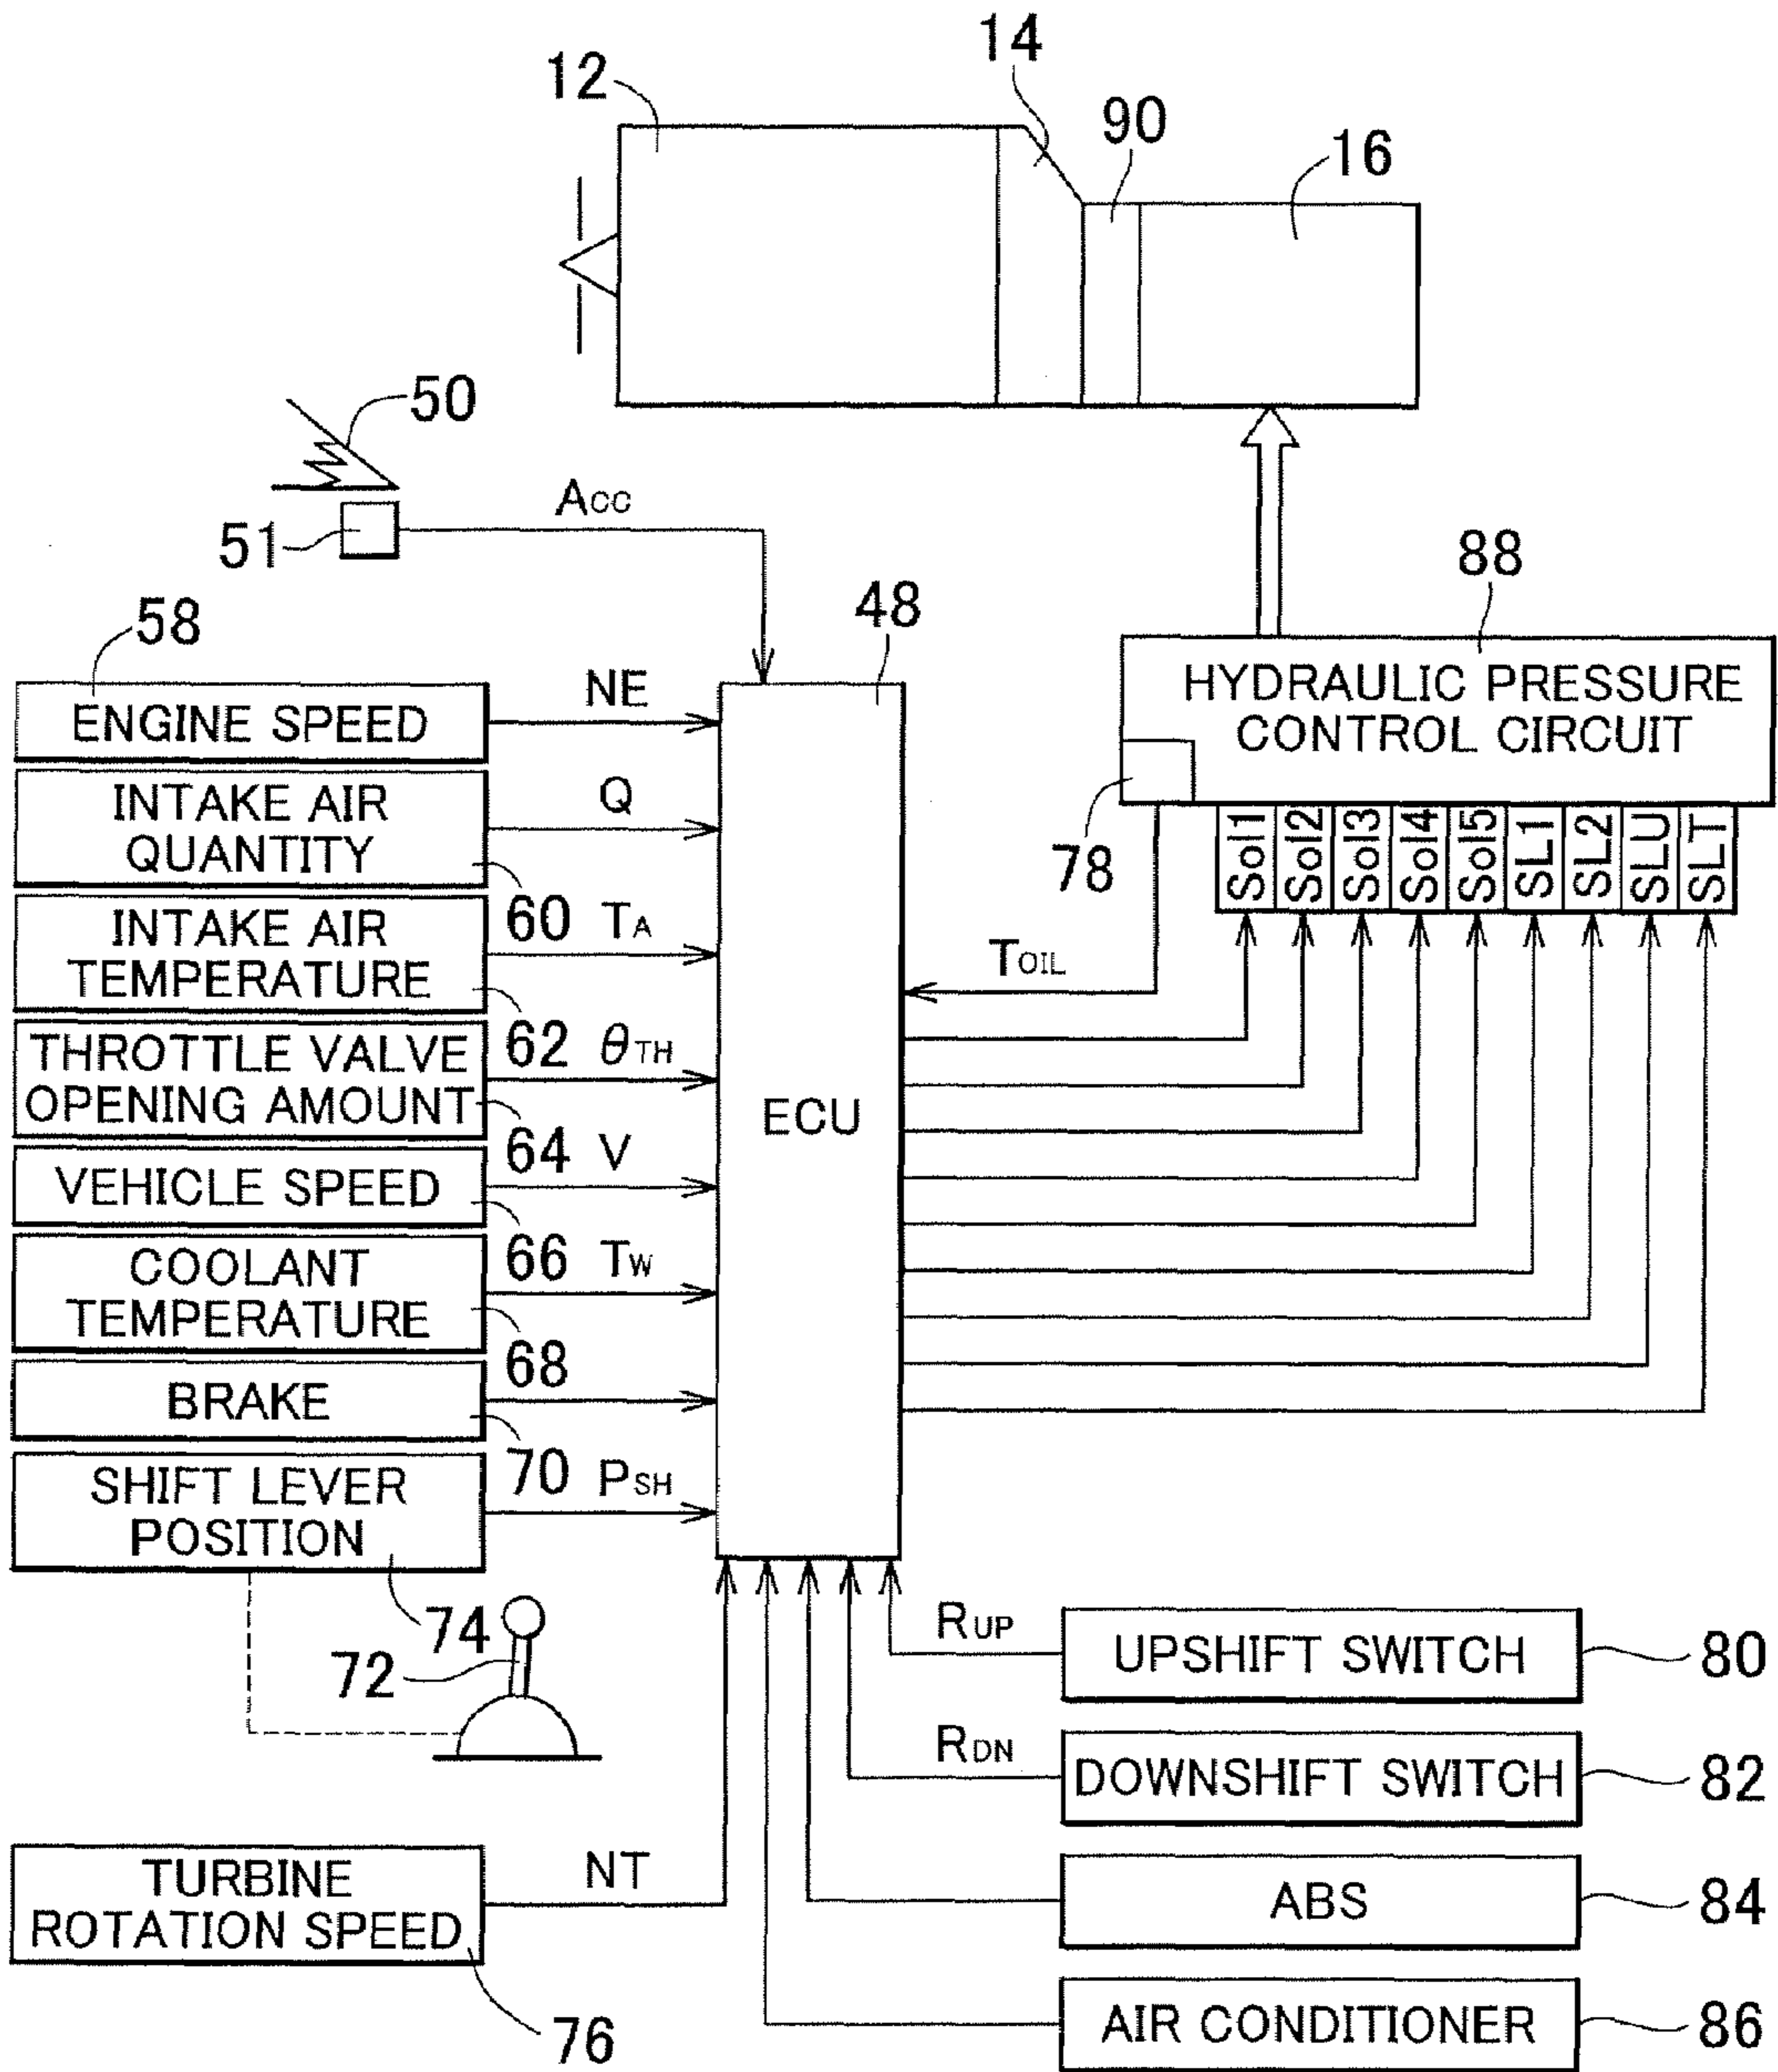 12
14
90
16
50
51
Acc
48
88
58
ENGINE SPEED
NE
HYDRAULIC PRESSURE
CONTROL CIRCUIT
78
INTAKE AIR
QUANTITY
60
Q
Sol1
Sol2
Sol3
Sol4
Sol5
SL1
SL2
SLU
SLT
INTAKE AIR
TEMPERATURE
62
TA
TOIL
THROTTLE VALVE
OPENING AMOUNT
64
θTH
ECU
VEHICLE SPEED
66
V
COOLANT
TEMPERATURE
68
TW
BRAKE
70
SHIFT LEVER
POSITION
74
PSH
72
RUP
UPSHIFT SWITCH
80
RDN
DOWNSHIFT SWITCH
82
TURBINE
ROTATION SPEED
76
NT
ABS
84
AIR CONDITIONER
86